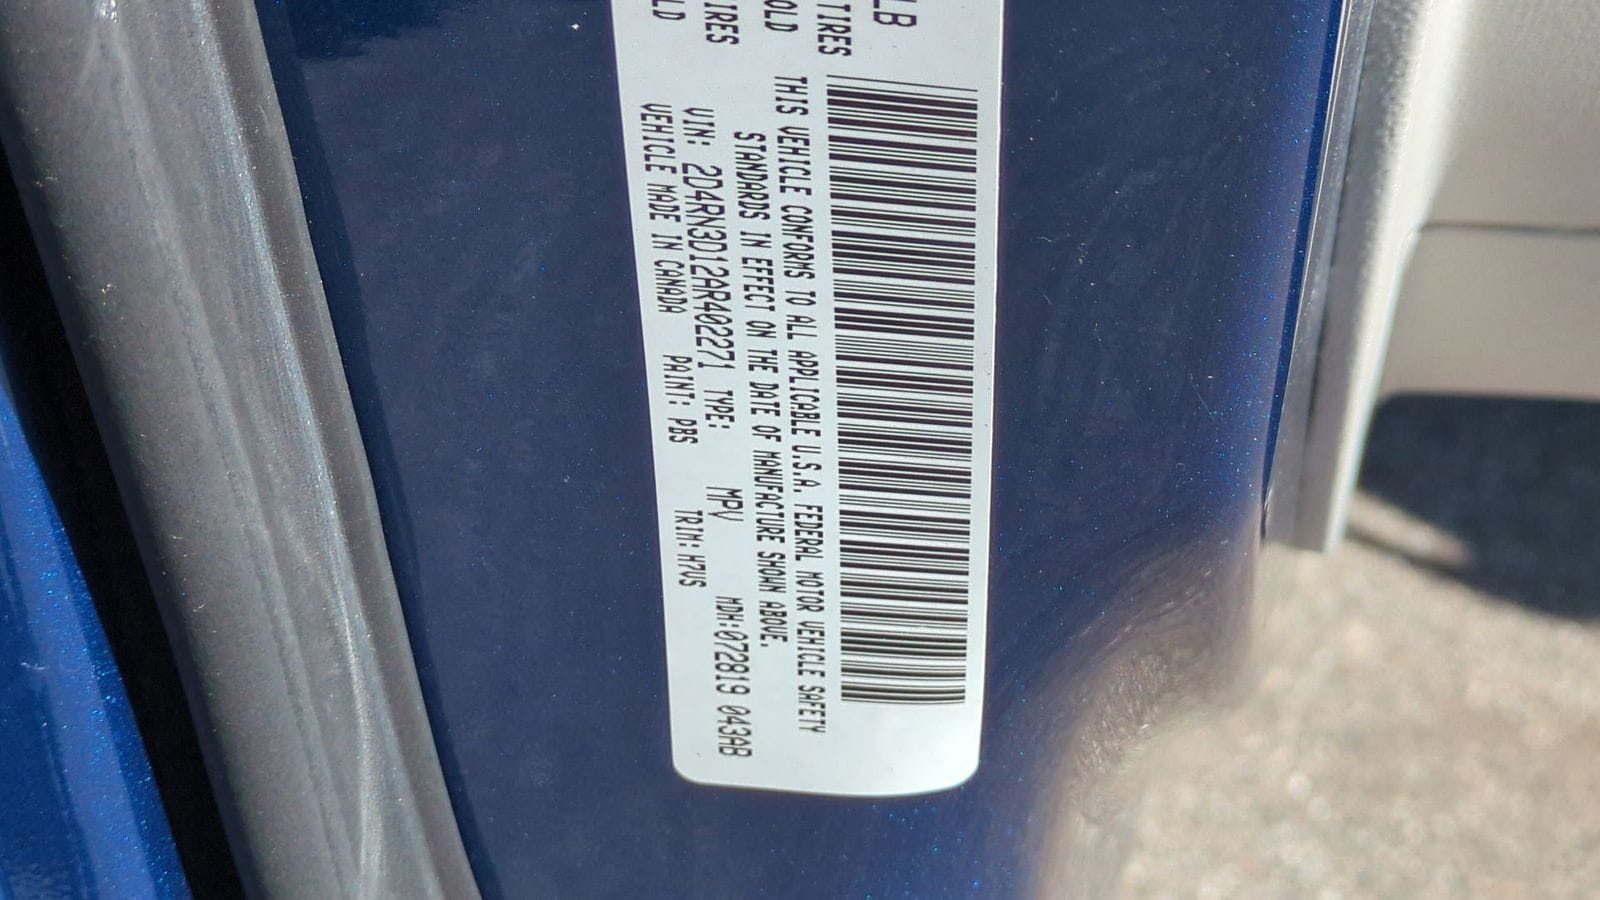 LB
TIRES
OLD
IRES
LD
THIS VEHICLE CONFORMS TO ALL APPLICABLE U.S.A. FEDERAL MOTOR VEHICLE SAFETY
STANDARDS IN EFFECT ON THE DATE OF MANUFACTURE SHOWN ABOVE.
VIN: 2D4RN3D12AR402271 TYPE: MPV MDH:072819 043AB
VEHICLE MADE IN CANADA PAINT: PBS TRIM: H7VS